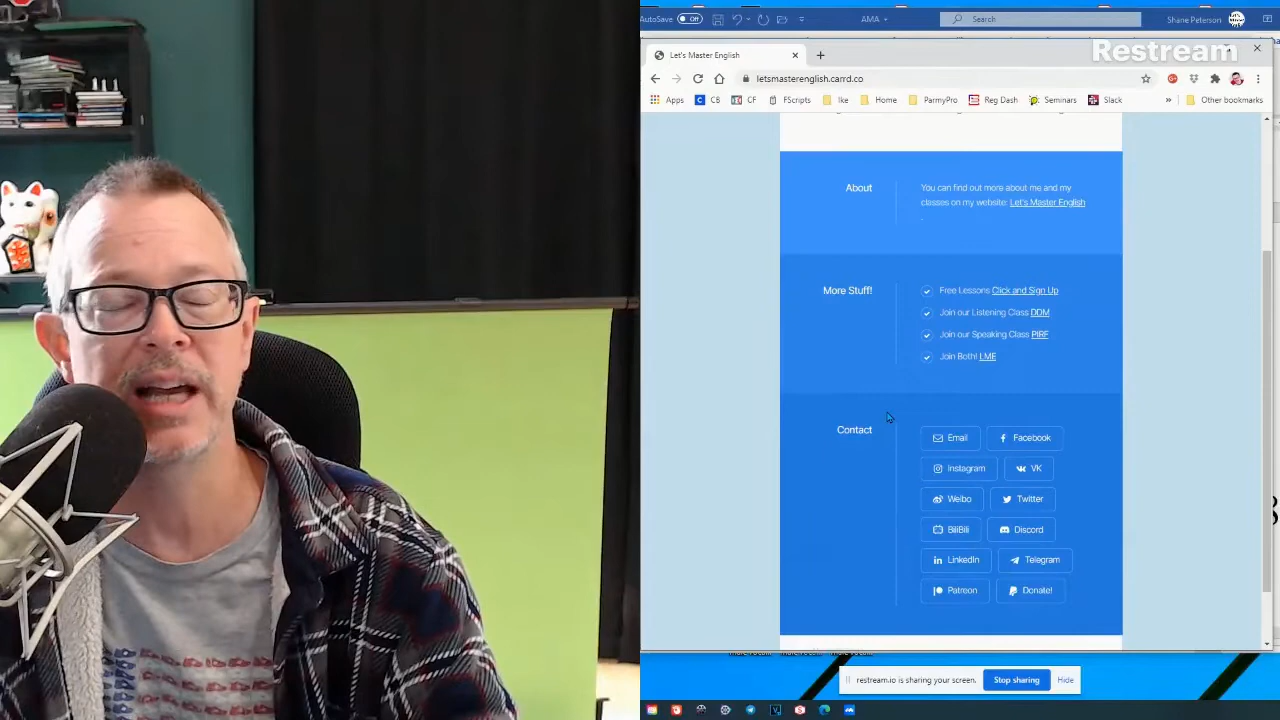 AutoSave Off
AMA
Search
Shane Peterson
Restream
Let's Master English
letsmasterenglish.carrd.co
Apps CB CF FScripts Ike Home ParmyPro Reg Dash Seminars Slack » Other bookmarks
About
You can find out more about me and my
classes on my website: Let's Master English
.
More Stuff!
Free Lessons Click and Sign Up
Join our Listening Class DDM
Join our Speaking Class PIRF
Join Both! LME
Contact
Email Facebook
Instagram VK
Weibo Twitter
BiliBili Discord
LinkedIn Telegram
Patreon Donate!
restream.io is sharing your screen. Stop sharing Hide